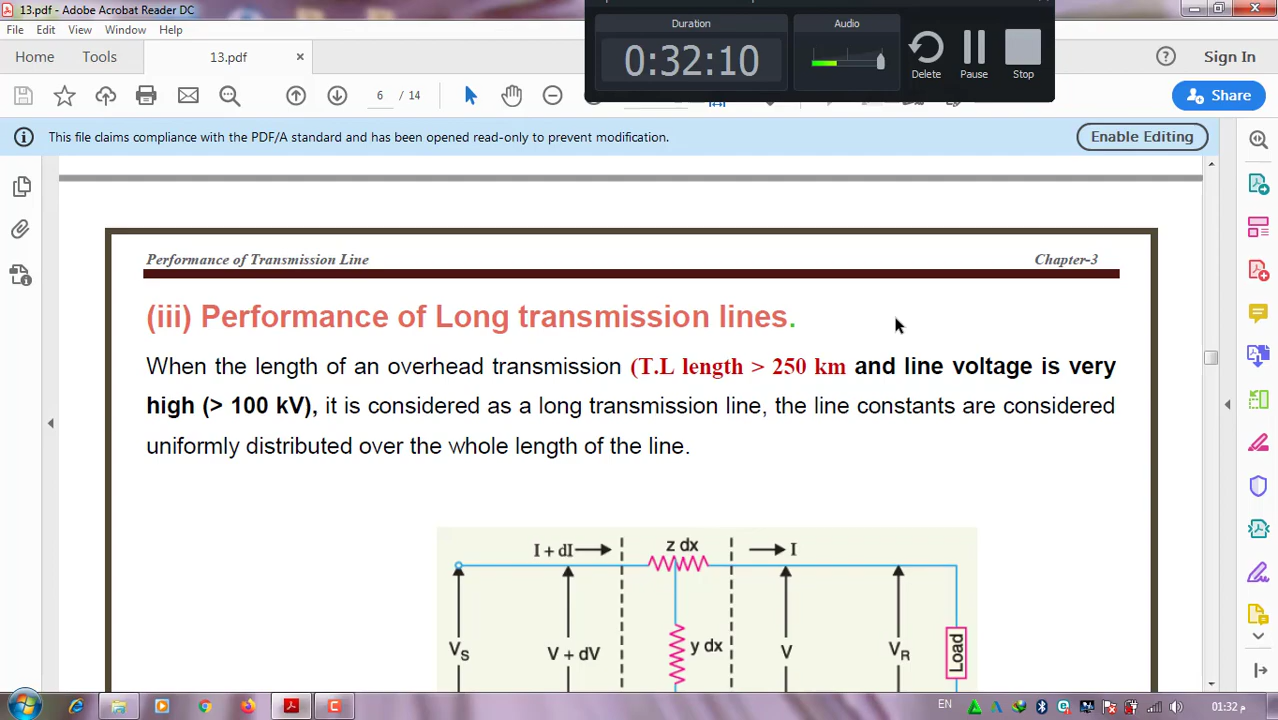 13.pdf - Adobe Acrobat Reader DC
File Edit View Window Help
Duration
Audio
0:32:10
Delete Pause Stop
Home Tools 13.pdf × Sign In
6 / 14
Share
This file claims compliance with the PDF/A standard and has been opened read-only to prevent modification.
Enable Editing
Performance of Transmission Line Chapter-3
(iii) Performance of Long transmission lines.
When the length of an overhead transmission (T.L length > 250 km and line voltage is very
high (> 100 kV), it is considered as a long transmission line, the line constants are considered
uniformly distributed over the whole length of the line.
I + dI
z dx
I
VS
V + dV
y dx
V
VR
Load
EN
01:32 م